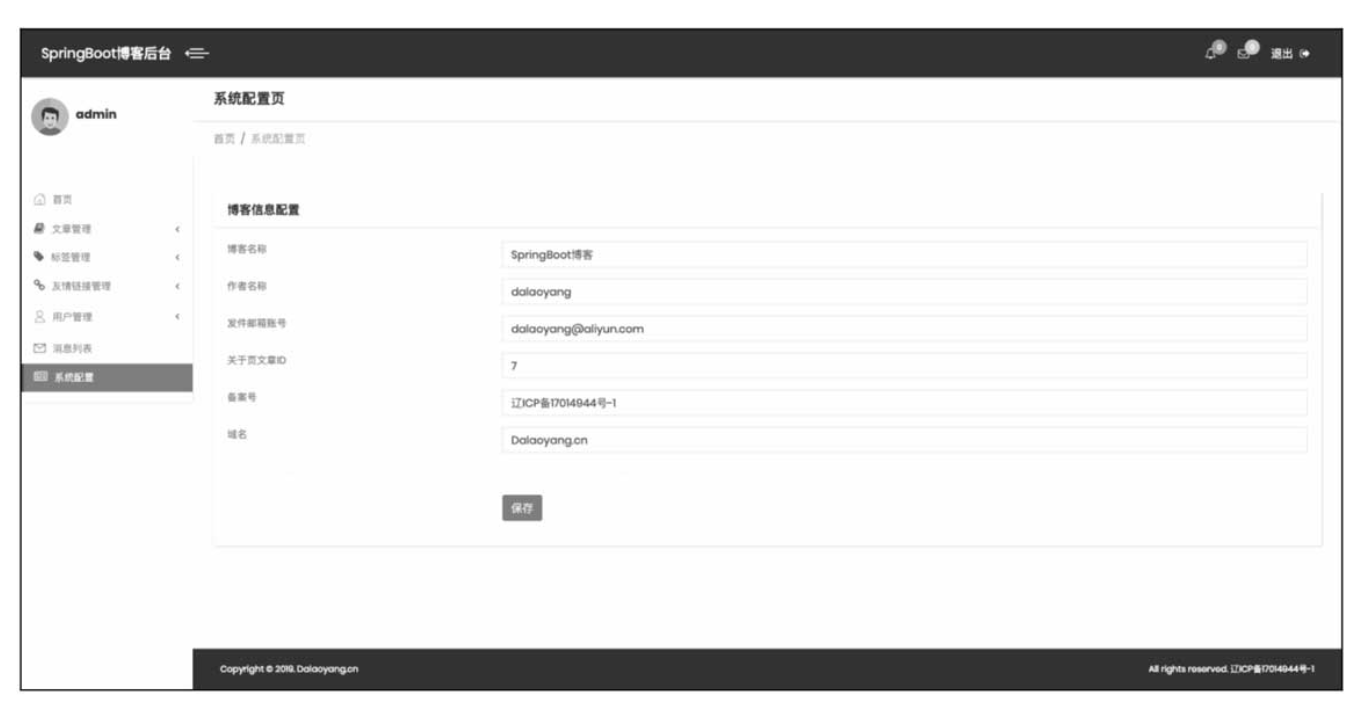 SpringBoot博客后台
0 0 退出
admin
系统配置页
首页 / 系统配置页
首页
文章管理
标签管理
友情链接管理
用户管理
消息列表
系统配置
博客信息配置
博客名称 SpringBoot博客
作者名称 dalaoyang
发件邮箱账号 dalaoyang@aliyun.com
关于页文章ID 7
备案号 辽ICP备17014944号-1
域名 Dalaoyang.cn
保存
Copyright © 2019. Dalaoyang.cn
All rights reserved. 辽ICP备17014944号-1